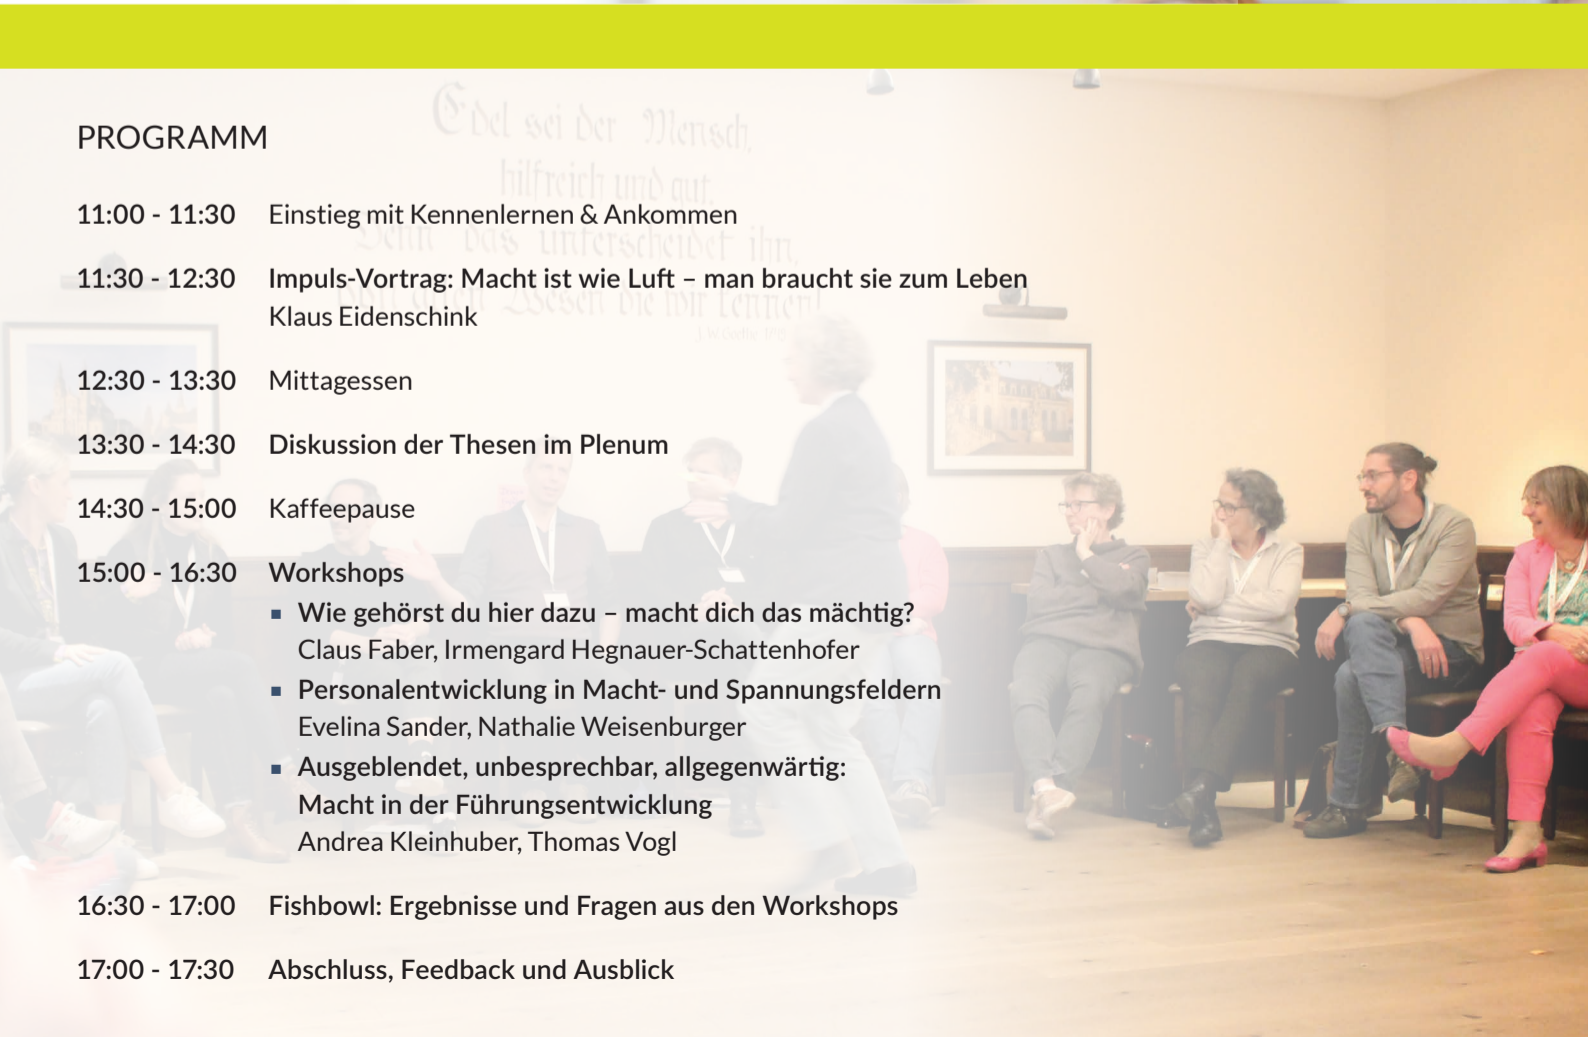 Edel sei der Mensch,
hilfreich und gut.
Denn das unterscheidet ihn,
von allen Wesen die wir kennen!
PROGRAMM
11:00 - 11:30 Einstieg mit Kennenlernen & Ankommen
11:30 - 12:30 Impuls-Vortrag: Macht ist wie Luft – man braucht sie zum Leben
Klaus Eidenschink
12:30 - 13:30 Mittagessen
13:30 - 14:30 Diskussion der Thesen im Plenum
14:30 - 15:00 Kaffeepause
15:00 - 16:30 Workshops
▪ Wie gehörst du hier dazu – macht dich das mächtig?
Claus Faber, Irmengard Hegnauer-Schattenhofer
▪ Personalentwicklung in Macht- und Spannungsfeldern
Evelina Sander, Nathalie Weisenburger
▪ Ausgeblendet, unbesprechbar, allgegenwärtig:
Macht in der Führungsentwicklung
Andrea Kleinhuber, Thomas Vogl
16:30 - 17:00 Fishbowl: Ergebnisse und Fragen aus den Workshops
17:00 - 17:30 Abschluss, Feedback und Ausblick